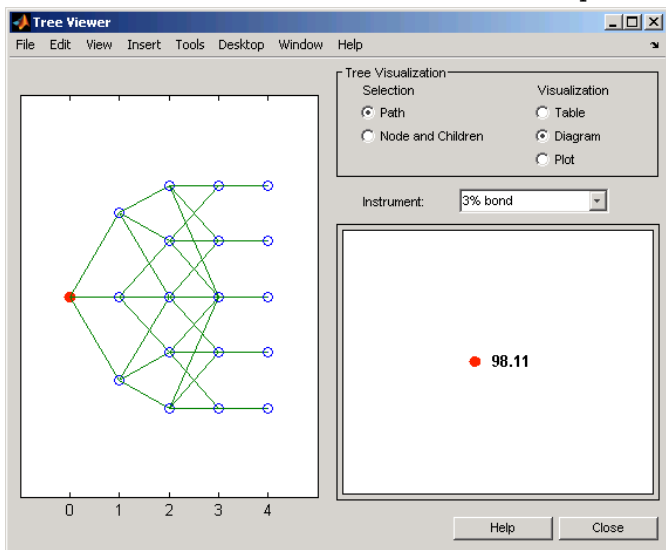 Tree Viewer
File Edit View Insert Tools Desktop Window Help
Tree Visualization
Selection Visualization
Path Table
Node and Children Diagram
Plot
Instrument: 3% bond
98.11
0 1 2 3 4
Help Close